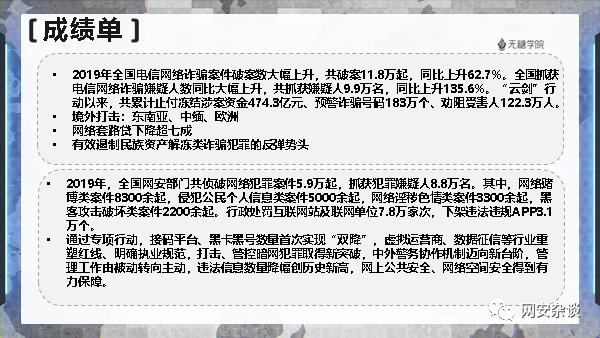 [ 成绩单 ]
无糖学院
• 2019年全国电信网络诈骗案件破案数大幅上升，共破案11.8万起，同比上升62.7%。全国抓获
电信网络诈骗嫌疑人数同比大幅上升，共抓获嫌疑人9.9万名，同比上升135.6%。“云剑”行
动以来，共累计止付冻结涉案资金474.3亿元、预警诈骗号码183万个、劝阻受害人122.3万人。
• 境外打击：东南亚、中缅、欧洲
• 网络套路贷下降超七成
• 有效遏制民族资产解冻类诈骗犯罪的反弹势头
• 2019年，全国网安部门共侦破网络犯罪案件5.9万起，抓获犯罪嫌疑人8.8万名。其中，网络赌
博类案件8300余起，侵犯公民个人信息类案件5000余起，网络淫秽色情类案件3300余起，黑
客攻击破坏类案件2200余起。行政处罚互联网站及联网单位7.8万家次，下架违法违规APP3.1
万个。
• 通过专项行动，接码平台、黑卡黑号数量首次实现“双降”，虚拟运营商、数据征信等行业重
塑红线、明确执业规范，打击、管控暗网犯罪取得新突破，中外警务协作机制迈向新台阶，管
理工作由被动转向主动，违法信息数量降幅创历史新高，网上公共安全、网络空间安全得到有
力保障。
网安杂谈